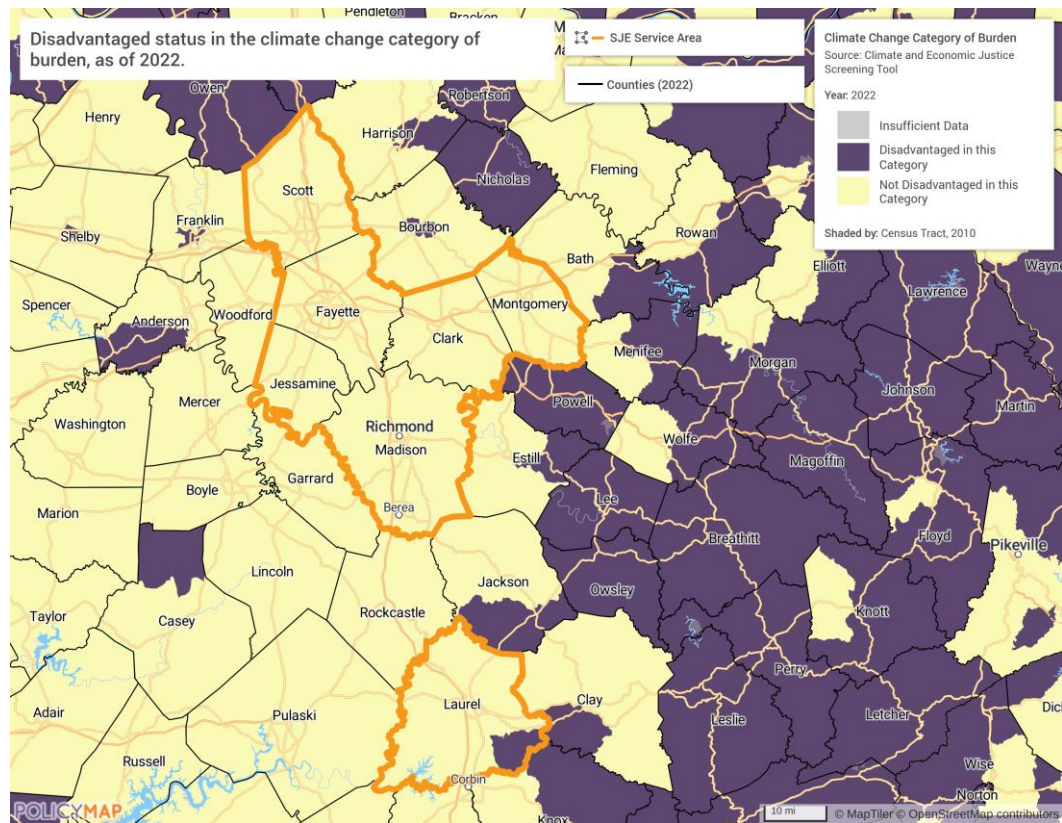 Disadvantaged status in the climate change category of
burden, as of 2022.
SJE Service Area
Counties (2022)
Climate Change Category of Burden
Source: Climate and Economic Justice
Screening Tool
Year: 2022
Insufficient Data
Disadvantaged in this
Category
Not Disadvantaged in this
Category
Shaded by: Census Tract, 2010
Pendleton
Bracken
Owen
Robertson
Henry
Harrison
Fleming
Scott
Nicholas
Franklin
Bourbon
Shelby
Rowan
Bath
Elliott
Wayne
Lawrence
Spencer
Anderson
Woodford
Fayette
Montgomery
Clark
Menifee
Morgan
Jessamine
Johnson
Martin
Mercer
Powell
Washington
Richmond
Madison
Wolfe
Magoffin
Estill
Garrard
Boyle
Berea
Lee
Marion
Breathitt
Floyd
Pikeville
Lincoln
Jackson
Owsley
Taylor
Casey
Rockcastle
Knott
Perry
Laurel
Clay
Adair
Pulaski
Leslie
Letcher
Russell
Wise
Corbin
Norton
Knox
POLICYMAP
10 mi
© MapTiler © OpenStreetMap contributors